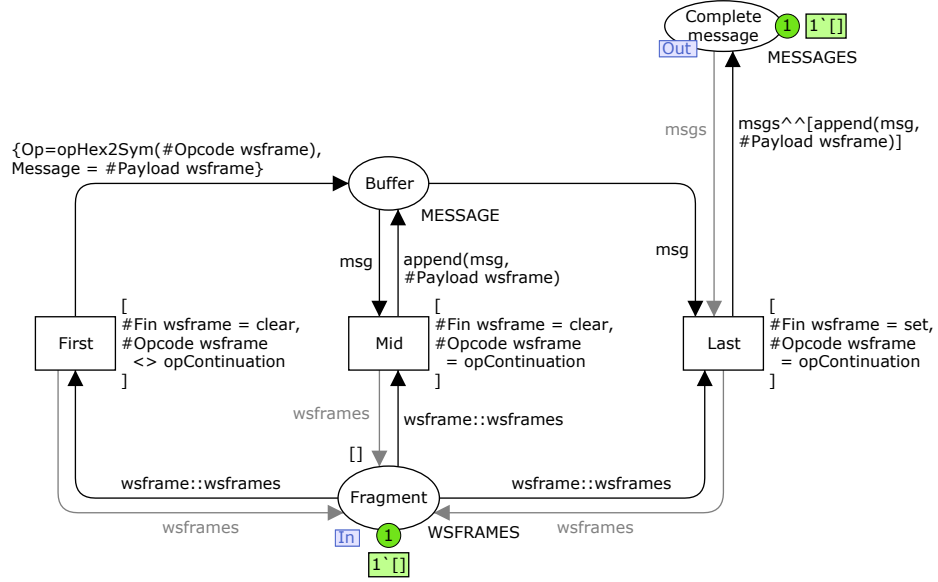 Complete
message
1
1`[]
Out
MESSAGES
msgs
msgs^^[append(msg,
#Payload wsframe)]
{Op=opHex2Sym(#Opcode wsframe),
Message = #Payload wsframe}
Buffer
MESSAGE
msg
append(msg,
#Payload wsframe)
msg
First
[
#Fin wsframe = clear,
#Opcode wsframe
<> opContinuation
]
Mid
[
#Fin wsframe = clear,
#Opcode wsframe
= opContinuation
]
Last
[
#Fin wsframe = set,
#Opcode wsframe
= opContinuation
]
wsframes
wsframe::wsframes
[]
wsframe::wsframes
Fragment
wsframe::wsframes
wsframes
In
1
WSFRAMES
wsframes
1`[]